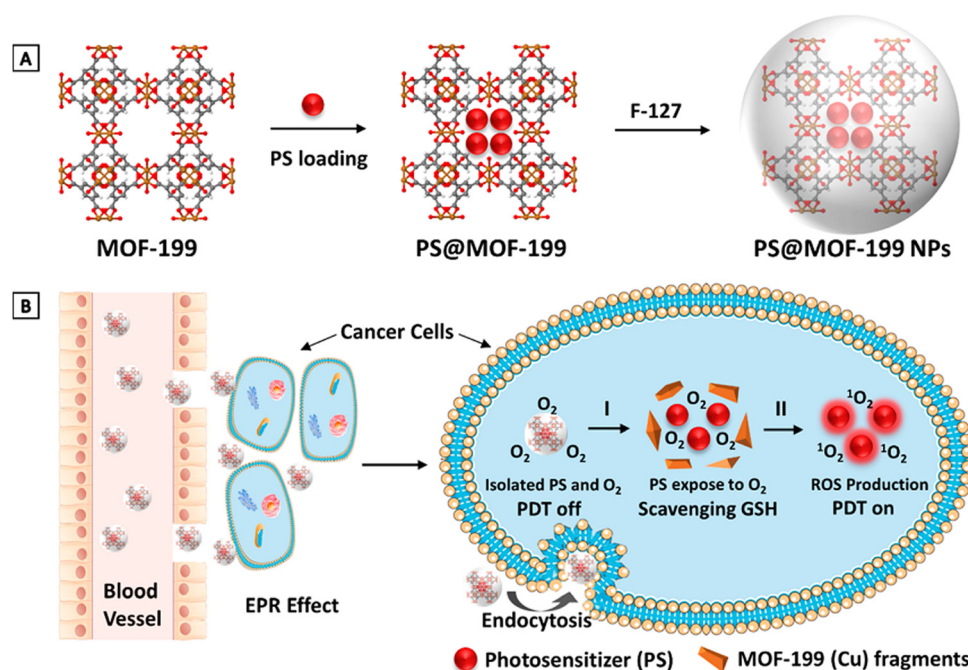 A
PS loading
F-127
MOF-199
PS@MOF-199
PS@MOF-199 NPs
B
Cancer Cells
O₂
O₂
O₂
I
O₂
O₂
O₂
II
¹O₂
¹O₂
¹O₂
Isolated PS and O₂
PDT off
PS expose to O₂
Scavenging GSH
ROS Production
PDT on
Blood
Vessel
EPR Effect
Endocytosis
Photosensitizer (PS)
MOF-199 (Cu) fragments